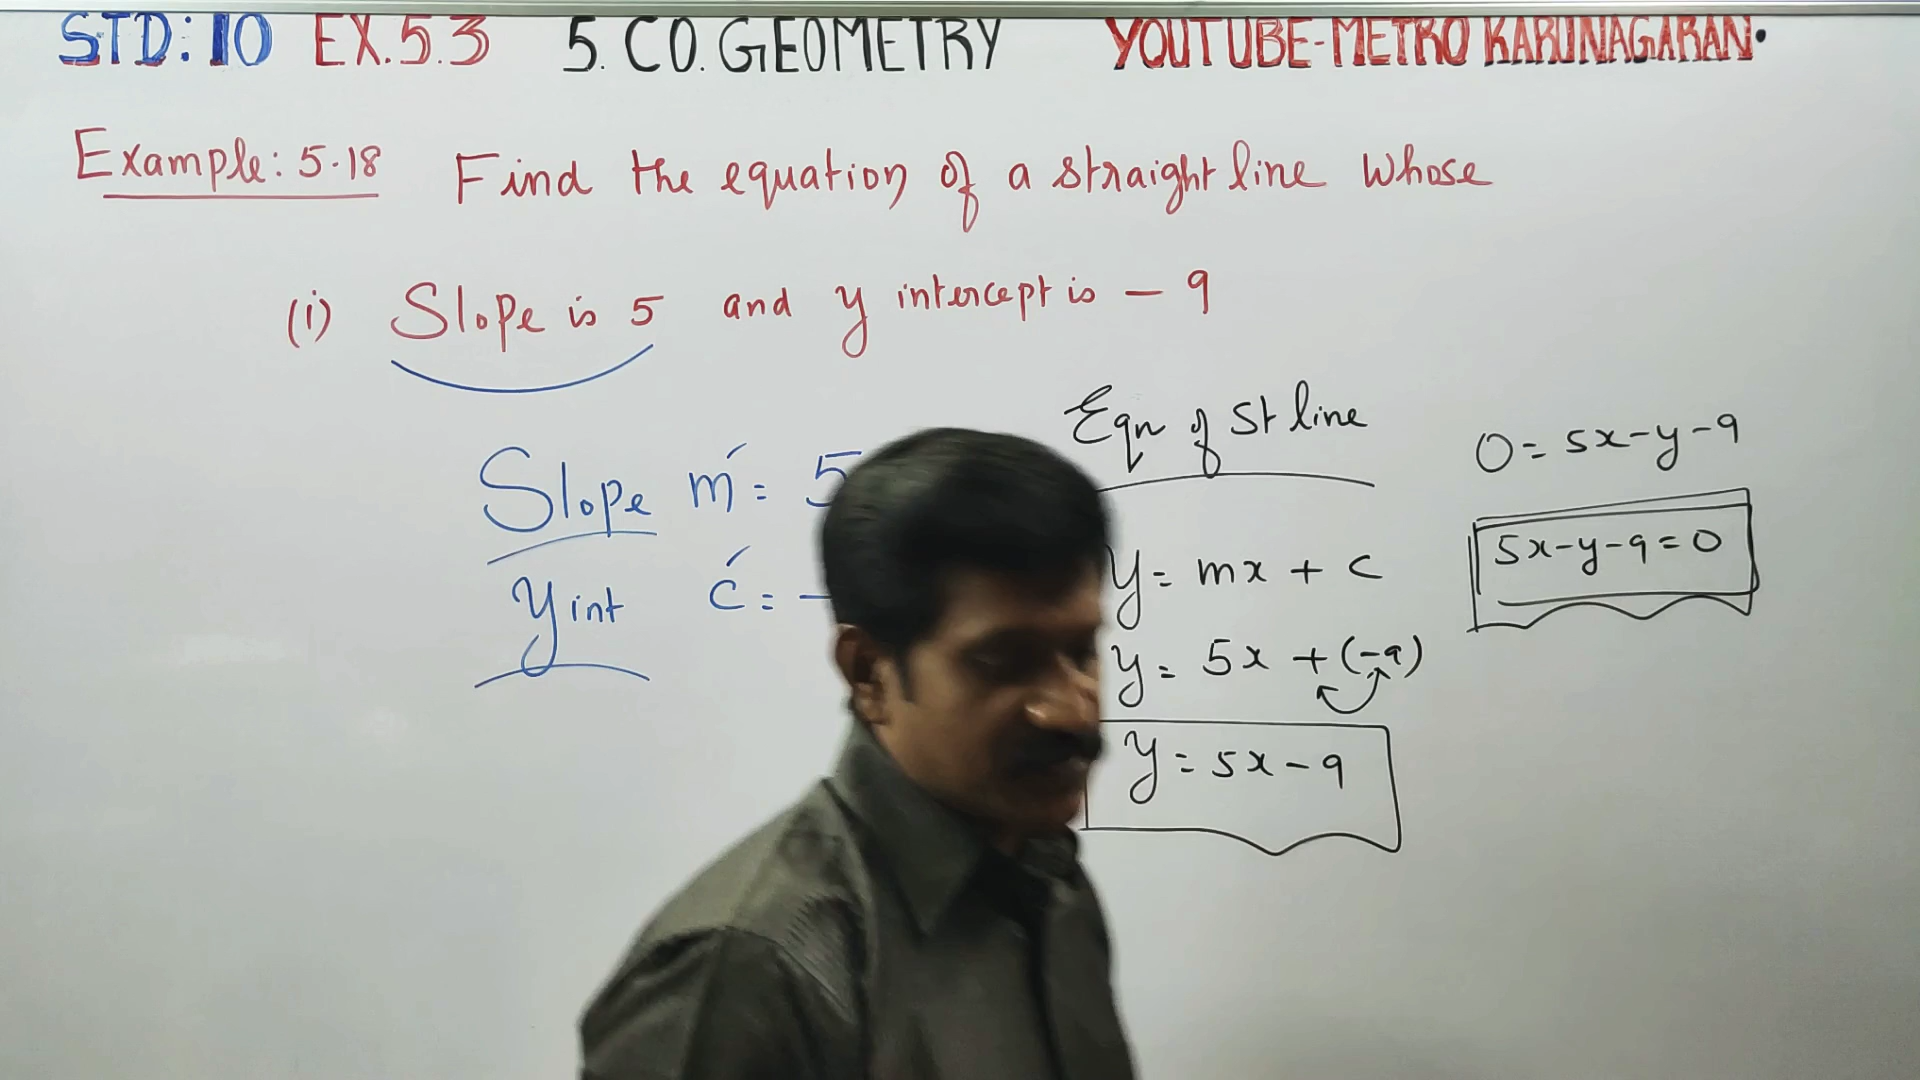 STD: 10 EX.5.3 5. CO. GEOMETRY YOUTUBE-METRO KARUNAGARAN.
Example: 5.18 Find the equation of a straight line whose
(i) Slope is 5 and y intercept is - 9
Slope m = 5
y int c = -
Eqn of St line
y = mx + c
y = 5x + (-9)
y = 5x - 9
0 = 5x - y - 9
5x - y - 9 = 0